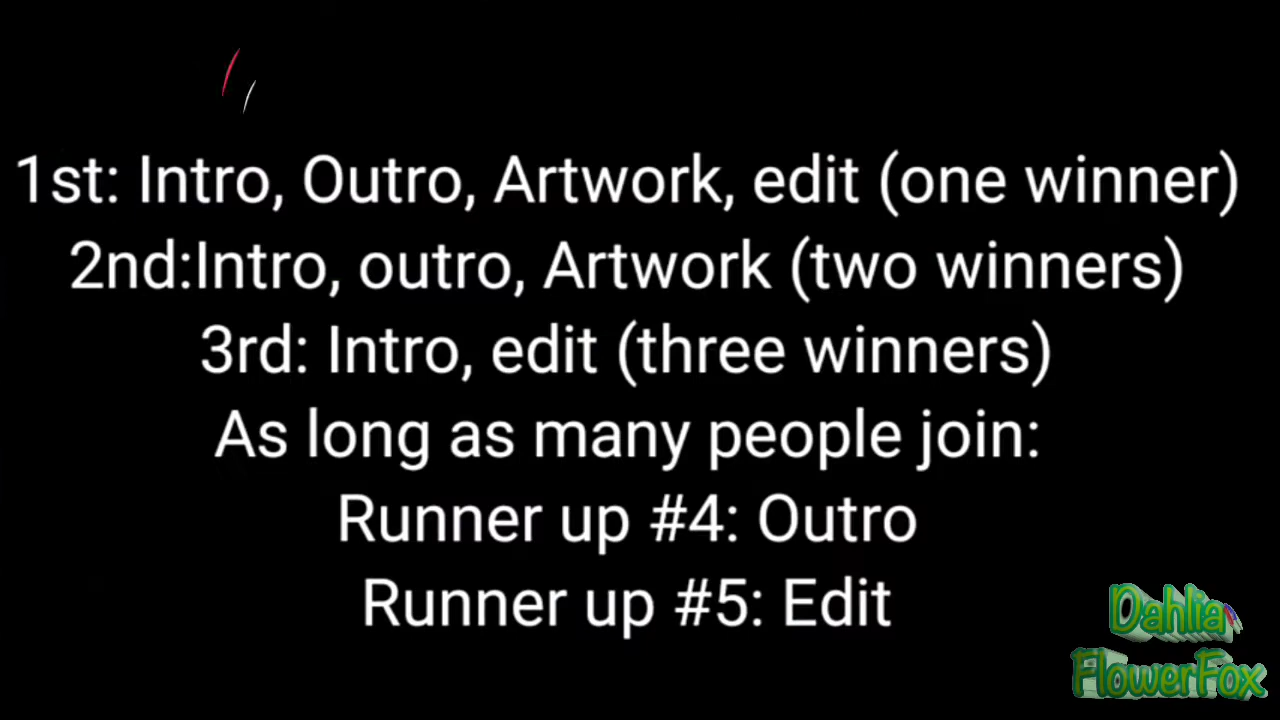 1st: Intro, Outro, Artwork, edit (one winner)
2nd:Intro, outro, Artwork (two winners)
3rd: Intro, edit (three winners)
As long as many people join:
Runner up #4: Outro
Runner up #5: Edit
Dahlia
FlowerFox